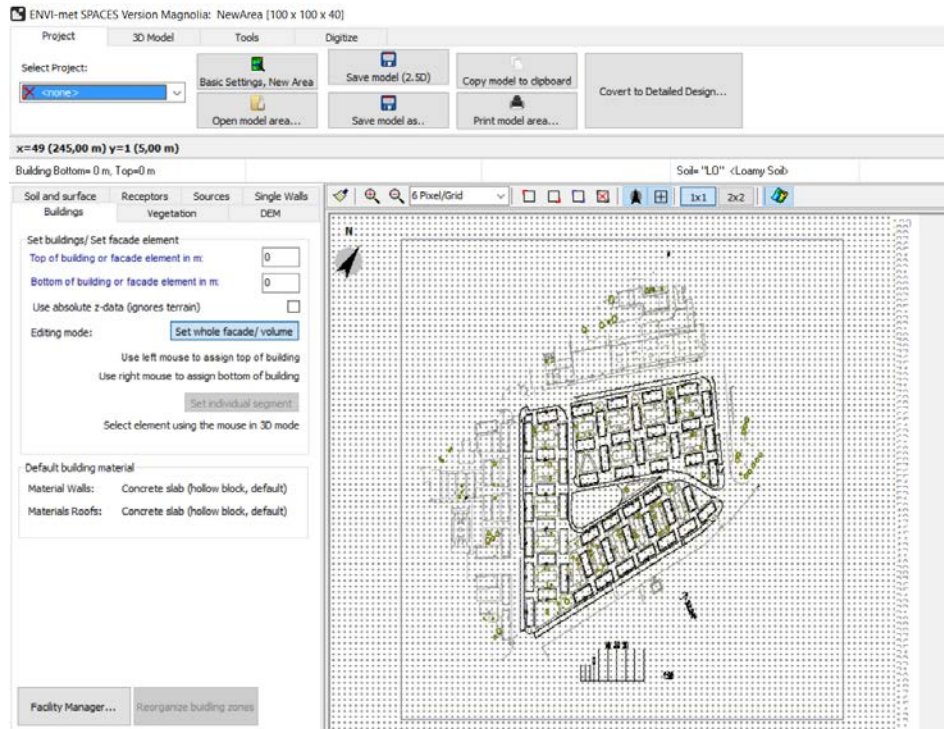 ENVI-met SPACES Version Magnolia: NewArea [100 x 100 x 40]
Project 3D Model Tools Digitize
Select Project:
<none>
Basic Settings, New Area
Open model area...
Save model (2.5D)
Save model as..
Copy model to clipboard
Print model area...
Covert to Detailed Design...
x=49 (245,00 m) y=1 (5,00 m)
Building Bottom= 0 m, Top=0 m
Soil= "LO" <Loamy Soil>
Soil and surface Receptors Sources Single Walls
Buildings Vegetation DEM
6 Pixel/Grid
1x1 2x2
Set buildings/ Set facade element
Top of building or facade element in m: 0
Bottom of building or facade element in m: 0
Use absolute z-data (ignores terrain)
Editing mode: Set whole facade/ volume
Use left mouse to assign top of building
Use right mouse to assign bottom of building
Set individual segment
Select element using the mouse in 3D mode
Default building material
Material Walls: Concrete slab (hollow block, default)
Materials Roofs: Concrete slab (hollow block, default)
Facility Manager...
Reorganize buidling zones
N